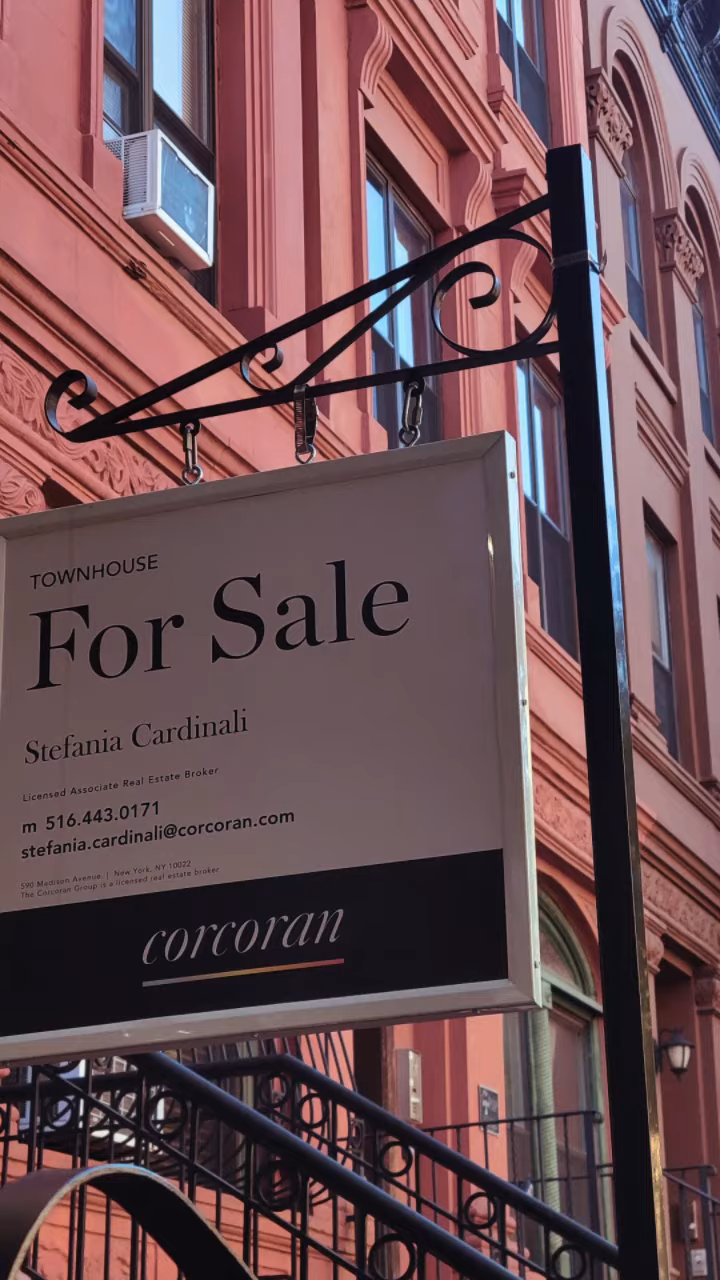 TOWNHOUSE
For Sale
Stefania Cardinali
Licensed Associate Real Estate Broker
m 516.443.0171
stefania.cardinali@corcoran.com
590 Madison Avenue. | New York, NY 10022
The Corcoran Group is a licensed real estate broker
corcoran